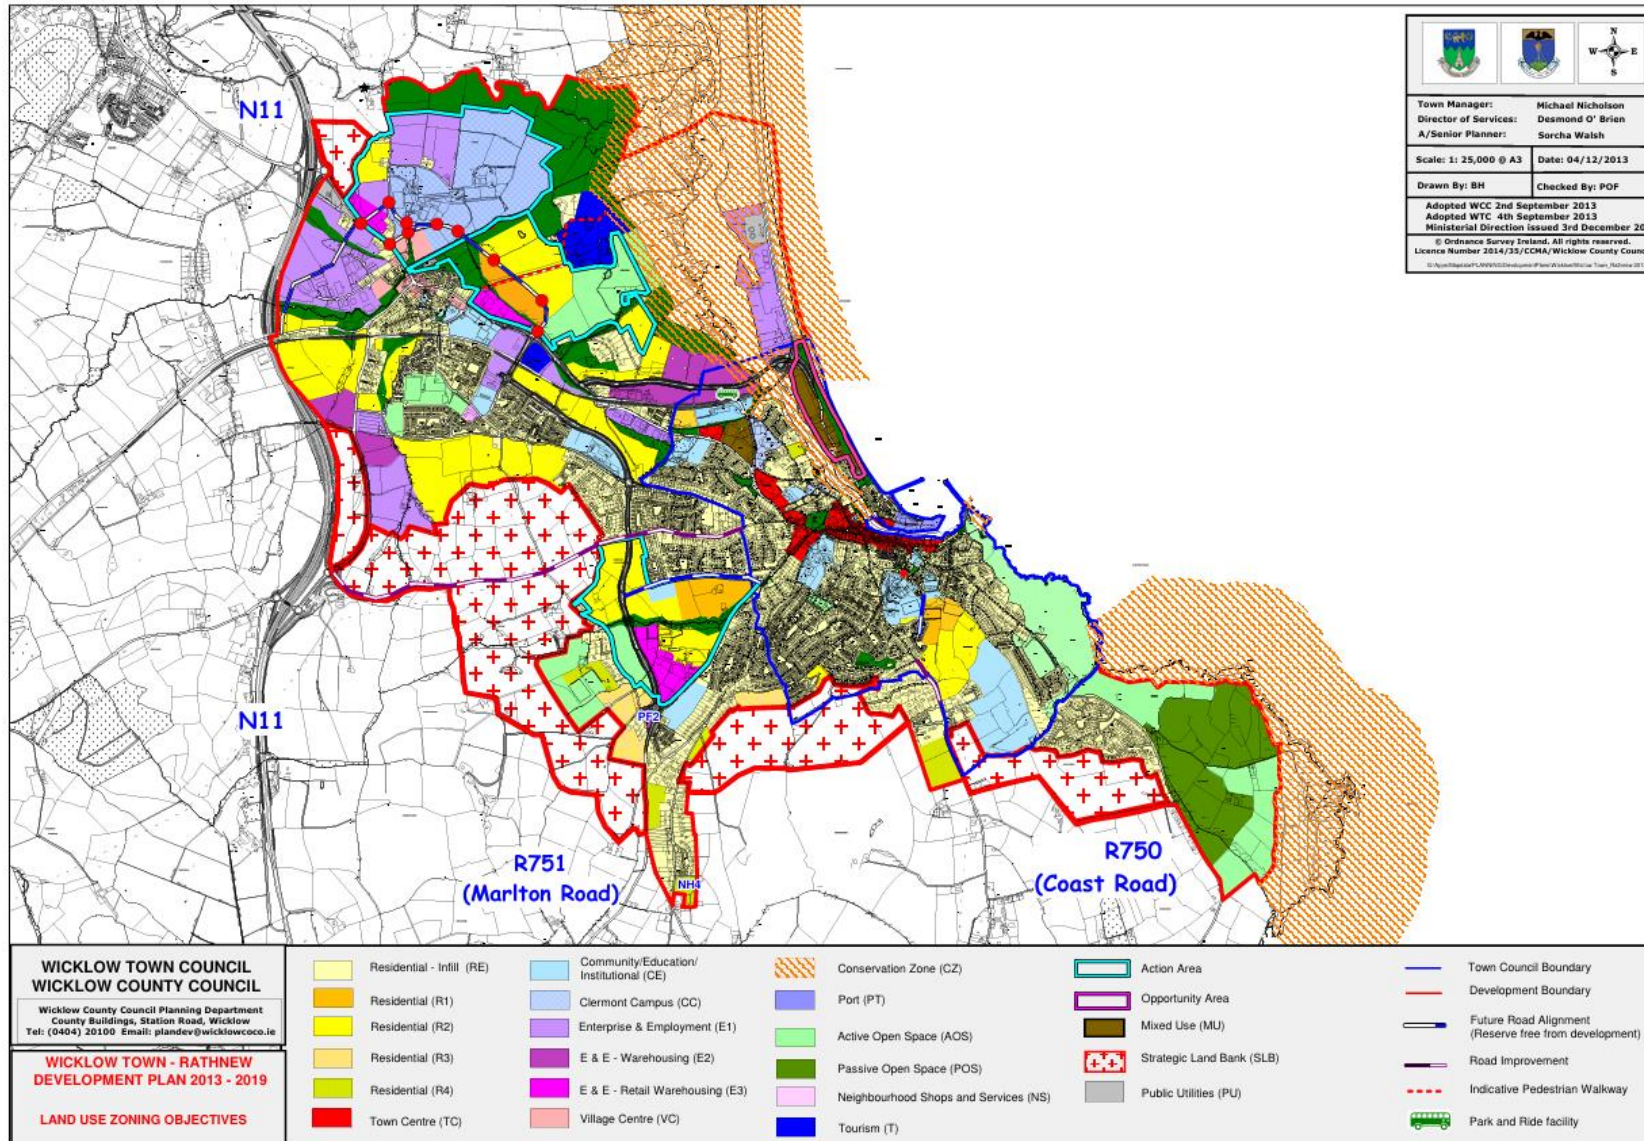 N11
N11
PF2
NH4
R751
(Marlton Road)
R750
(Coast Road)
N
W E
S
Town Manager: Michael Nicholson
Director of Services: Desmond O' Brien
A/Senior Planner: Sorcha Walsh
Scale: 1: 25,000 @ A3 Date: 04/12/2013
Drawn By: BH Checked By: POF
Adopted WCC 2nd September 2013
Adopted WTC 4th September 2013
Ministerial Direction issued 3rd December 20
© Ordnance Survey Ireland. All rights reserved.
Licence Number 2014/35/CCMA/Wicklow County Counc
WICKLOW TOWN COUNCIL
WICKLOW COUNTY COUNCIL
Wicklow County Council Planning Department
County Buildings, Station Road, Wicklow
Tel: (0404) 20100 Email: plandev@wicklowcoco.ie
WICKLOW TOWN - RATHNEW
DEVELOPMENT PLAN 2013 - 2019
LAND USE ZONING OBJECTIVES
Residential - Infill (RE)
Residential (R1)
Residential (R2)
Residential (R3)
Residential (R4)
Town Centre (TC)
Community/Education/
Institutional (CE)
Clermont Campus (CC)
Enterprise & Employment (E1)
E & E - Warehousing (E2)
E & E - Retail Warehousing (E3)
Village Centre (VC)
Conservation Zone (CZ)
Port (PT)
Active Open Space (AOS)
Passive Open Space (POS)
Neighbourhood Shops and Services (NS)
Tourism (T)
Action Area
Opportunity Area
Mixed Use (MU)
Strategic Land Bank (SLB)
Public Utilities (PU)
Town Council Boundary
Development Boundary
Future Road Alignment
(Reserve free from development)
Road Improvement
Indicative Pedestrian Walkway
Park and Ride facility